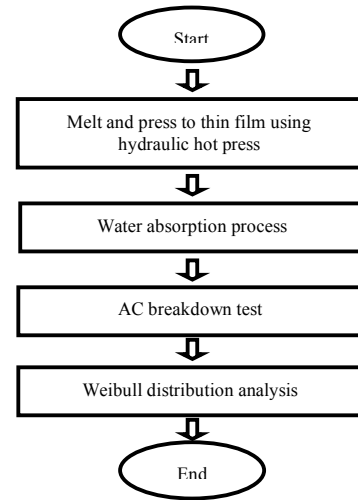 Start
Melt and press to thin film using
hydraulic hot press
Water absorption process
AC breakdown test
Weibull distribution analysis
End